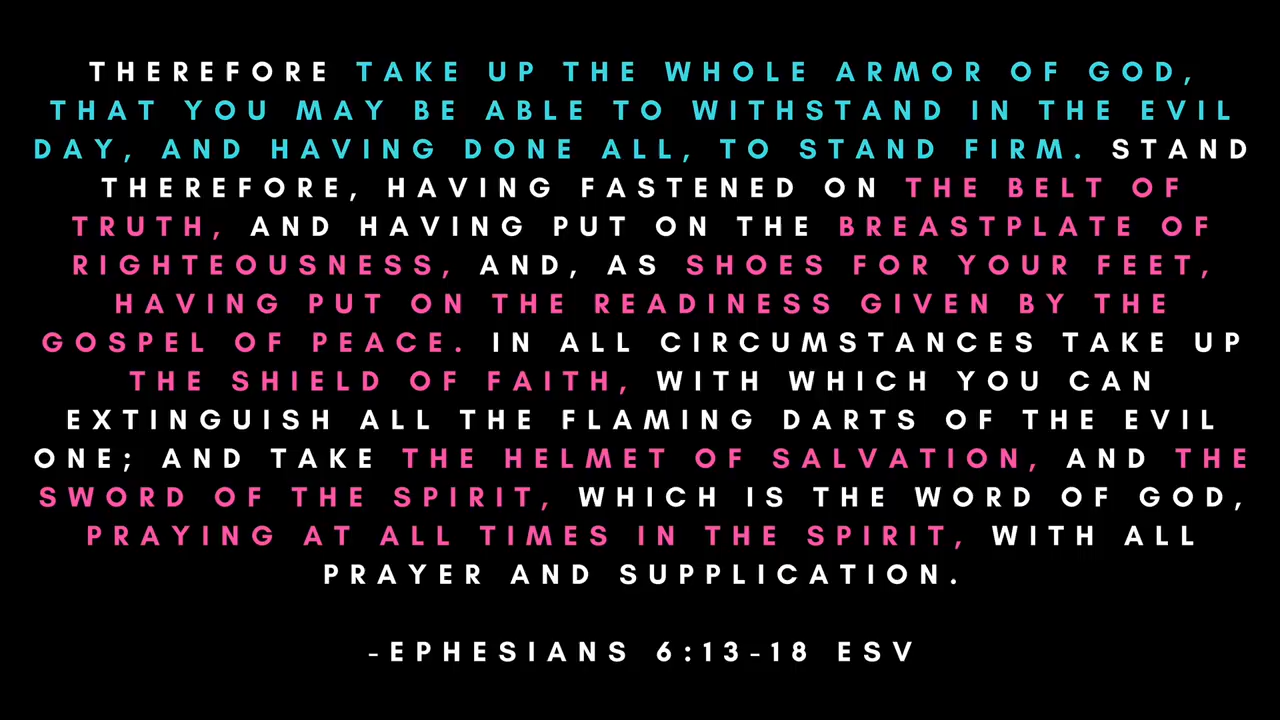 THEREFORE TAKE UP THE WHOLE ARMOR OF GOD,
THAT YOU MAY BE ABLE TO WITHSTAND IN THE EVIL
DAY, AND HAVING DONE ALL, TO STAND FIRM. STAND
THEREFORE, HAVING FASTENED ON THE BELT OF
TRUTH, AND HAVING PUT ON THE BREASTPLATE OF
RIGHTEOUSNESS, AND, AS SHOES FOR YOUR FEET,
HAVING PUT ON THE READINESS GIVEN BY THE
GOSPEL OF PEACE. IN ALL CIRCUMSTANCES TAKE UP
THE SHIELD OF FAITH, WITH WHICH YOU CAN
EXTINGUISH ALL THE FLAMING DARTS OF THE EVIL
ONE; AND TAKE THE HELMET OF SALVATION, AND THE
SWORD OF THE SPIRIT, WHICH IS THE WORD OF GOD,
PRAYING AT ALL TIMES IN THE SPIRIT, WITH ALL
PRAYER AND SUPPLICATION.
-EPHESIANS 6:13-18 ESV